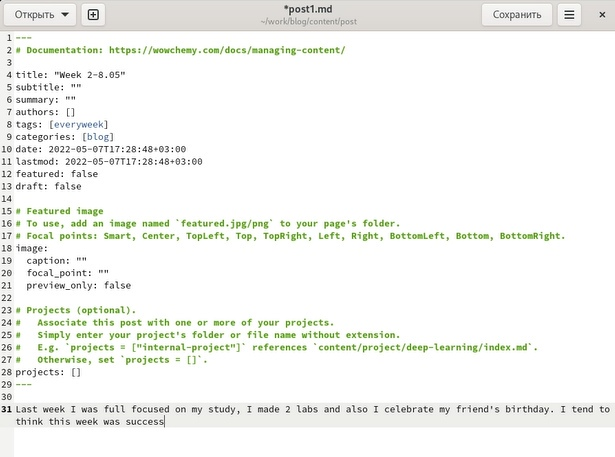 Открыть
*post1.md
~/work/blog/content/post
Сохранить
1 ---
2 # Documentation: https://wowchemy.com/docs/managing-content/
3
4 title: "Week 2-8.05"
5 subtitle: ""
6 summary: ""
7 authors: []
8 tags: [everyweek]
9 categories: [blog]
10 date: 2022-05-07T17:28:48+03:00
11 lastmod: 2022-05-07T17:28:48+03:00
12 featured: false
13 draft: false
14
15 # Featured image
16 # To use, add an image named `featured.jpg/png` to your page's folder.
17 # Focal points: Smart, Center, TopLeft, Top, TopRight, Left, Right, BottomLeft, Bottom, BottomRight.
18 image:
19   caption: ""
20   focal_point: ""
21   preview_only: false
22
23 # Projects (optional).
24 #   Associate this post with one or more of your projects.
25 #   Simply enter your project's folder or file name without extension.
26 #   E.g. `projects = ["internal-project"]` references `content/project/deep-learning/index.md`.
27 #   Otherwise, set `projects = []`.
28 projects: []
29 ---
30
31 Last week I was full focused on my study, I made 2 labs and also I celebrate my friend's birthday. I tend to
think this week was success